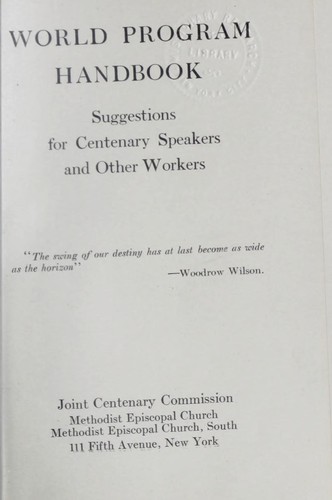 WORLD PROGRAM
HANDBOOK
LIBRARY
Suggestions
for Centenary Speakers
and Other Workers
"The swing of our destiny has at last become as wide
as the horizon"
—Woodrow Wilson.
Joint Centenary Commission
Methodist Episcopal Church
Methodist Episcopal Church, South
111 Fifth Avenue, New York